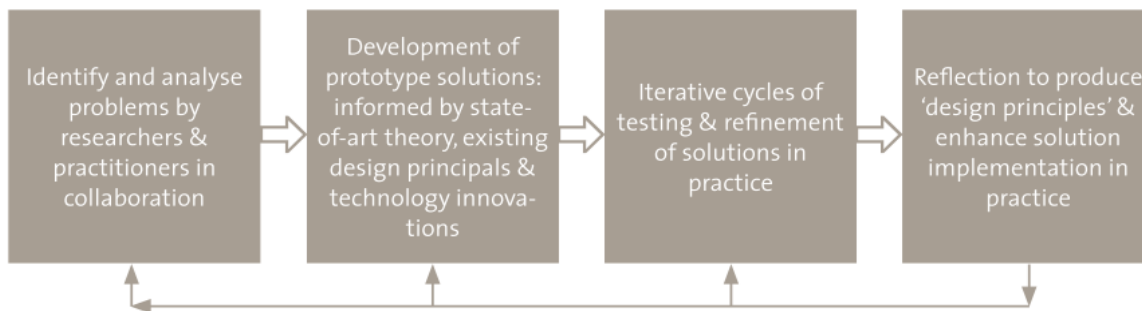 Identify and analyse
problems by
researchers &
practitioners in
collaboration
Development of
prototype solutions:
informed by state-
of-art theory, existing
design principals &
technology innova-
tions
Iterative cycles of
testing & refinement
of solutions in
practice
Reflection to produce
‘design principles’ &
enhance solution
implementation in
practice